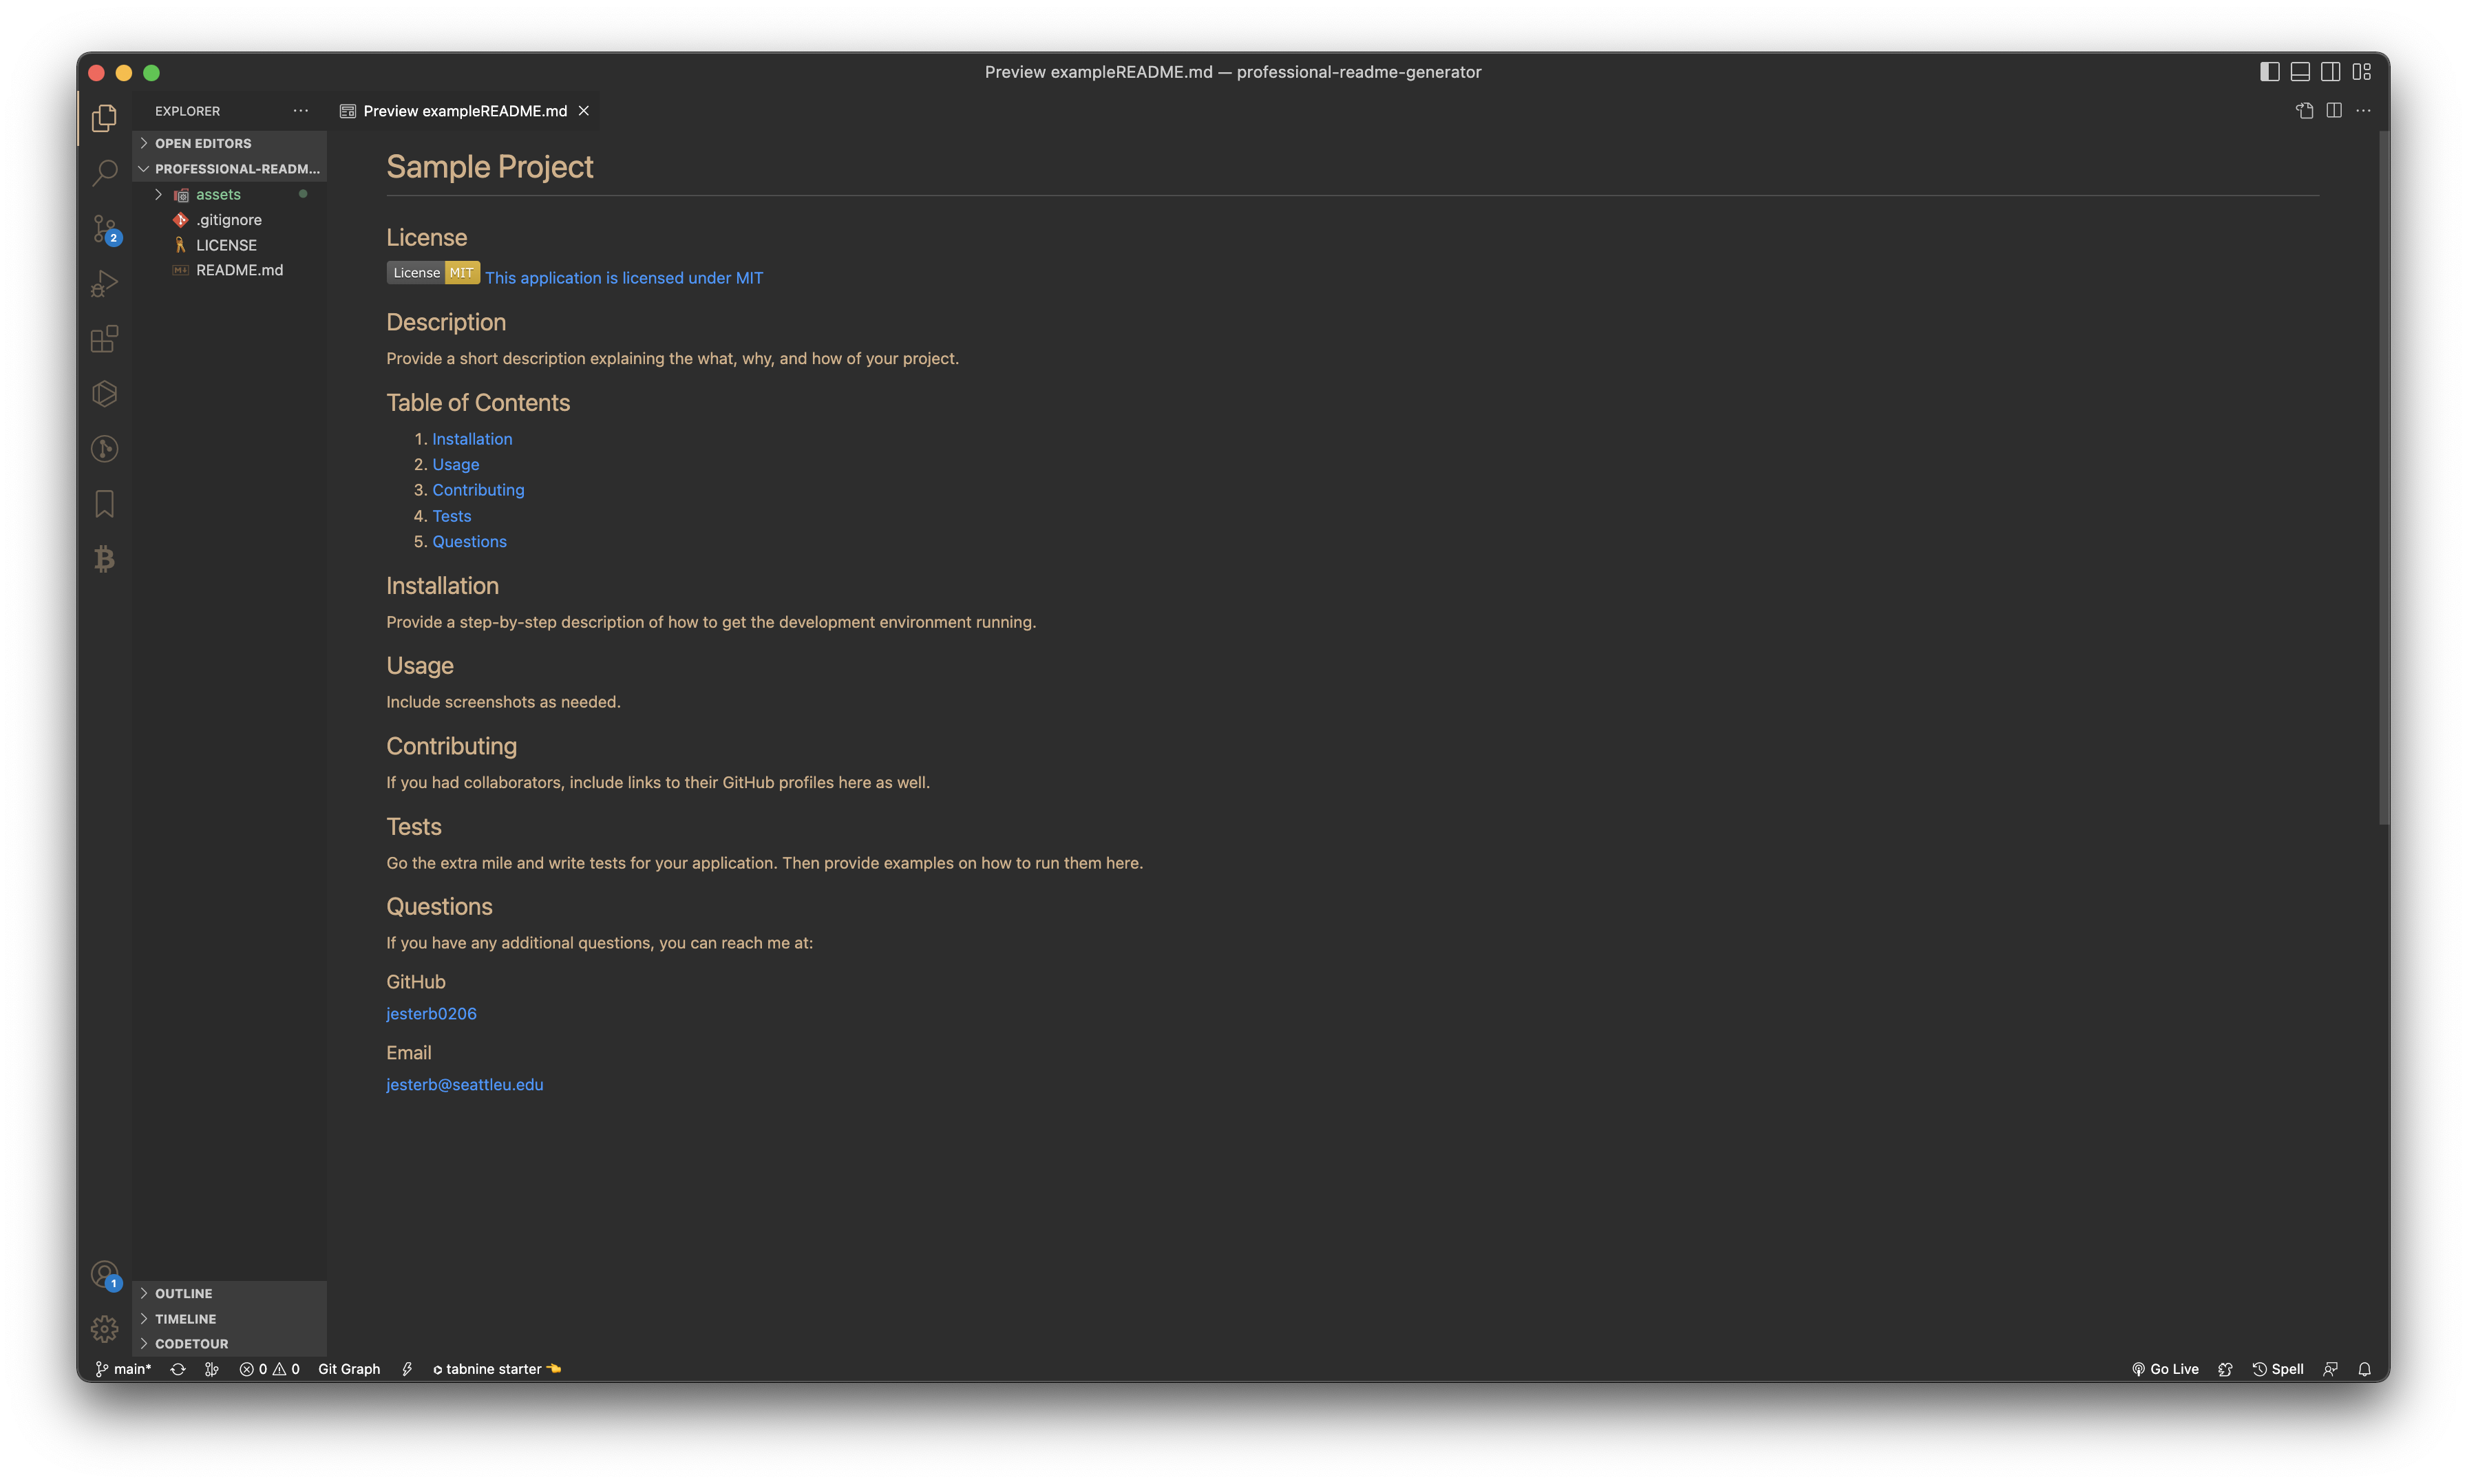 Preview exampleREADME.md — professional-readme-generator
EXPLORER
Preview exampleREADME.md
OPEN EDITORS
PROFESSIONAL-READM...
assets
.gitignore
LICENSE
README.md
2
Sample Project
License
License MIT This application is licensed under MIT
Description
Provide a short description explaining the what, why, and how of your project.
Table of Contents
1. Installation
2. Usage
3. Contributing
4. Tests
5. Questions
Installation
Provide a step-by-step description of how to get the development environment running.
Usage
Include screenshots as needed.
Contributing
If you had collaborators, include links to their GitHub profiles here as well.
Tests
Go the extra mile and write tests for your application. Then provide examples on how to run them here.
Questions
If you have any additional questions, you can reach me at:
GitHub
jesterb0206
Email
jesterb@seattleu.edu
1
OUTLINE
TIMELINE
CODETOUR
main* 0 0 Git Graph tabnine starter Go Live Spell